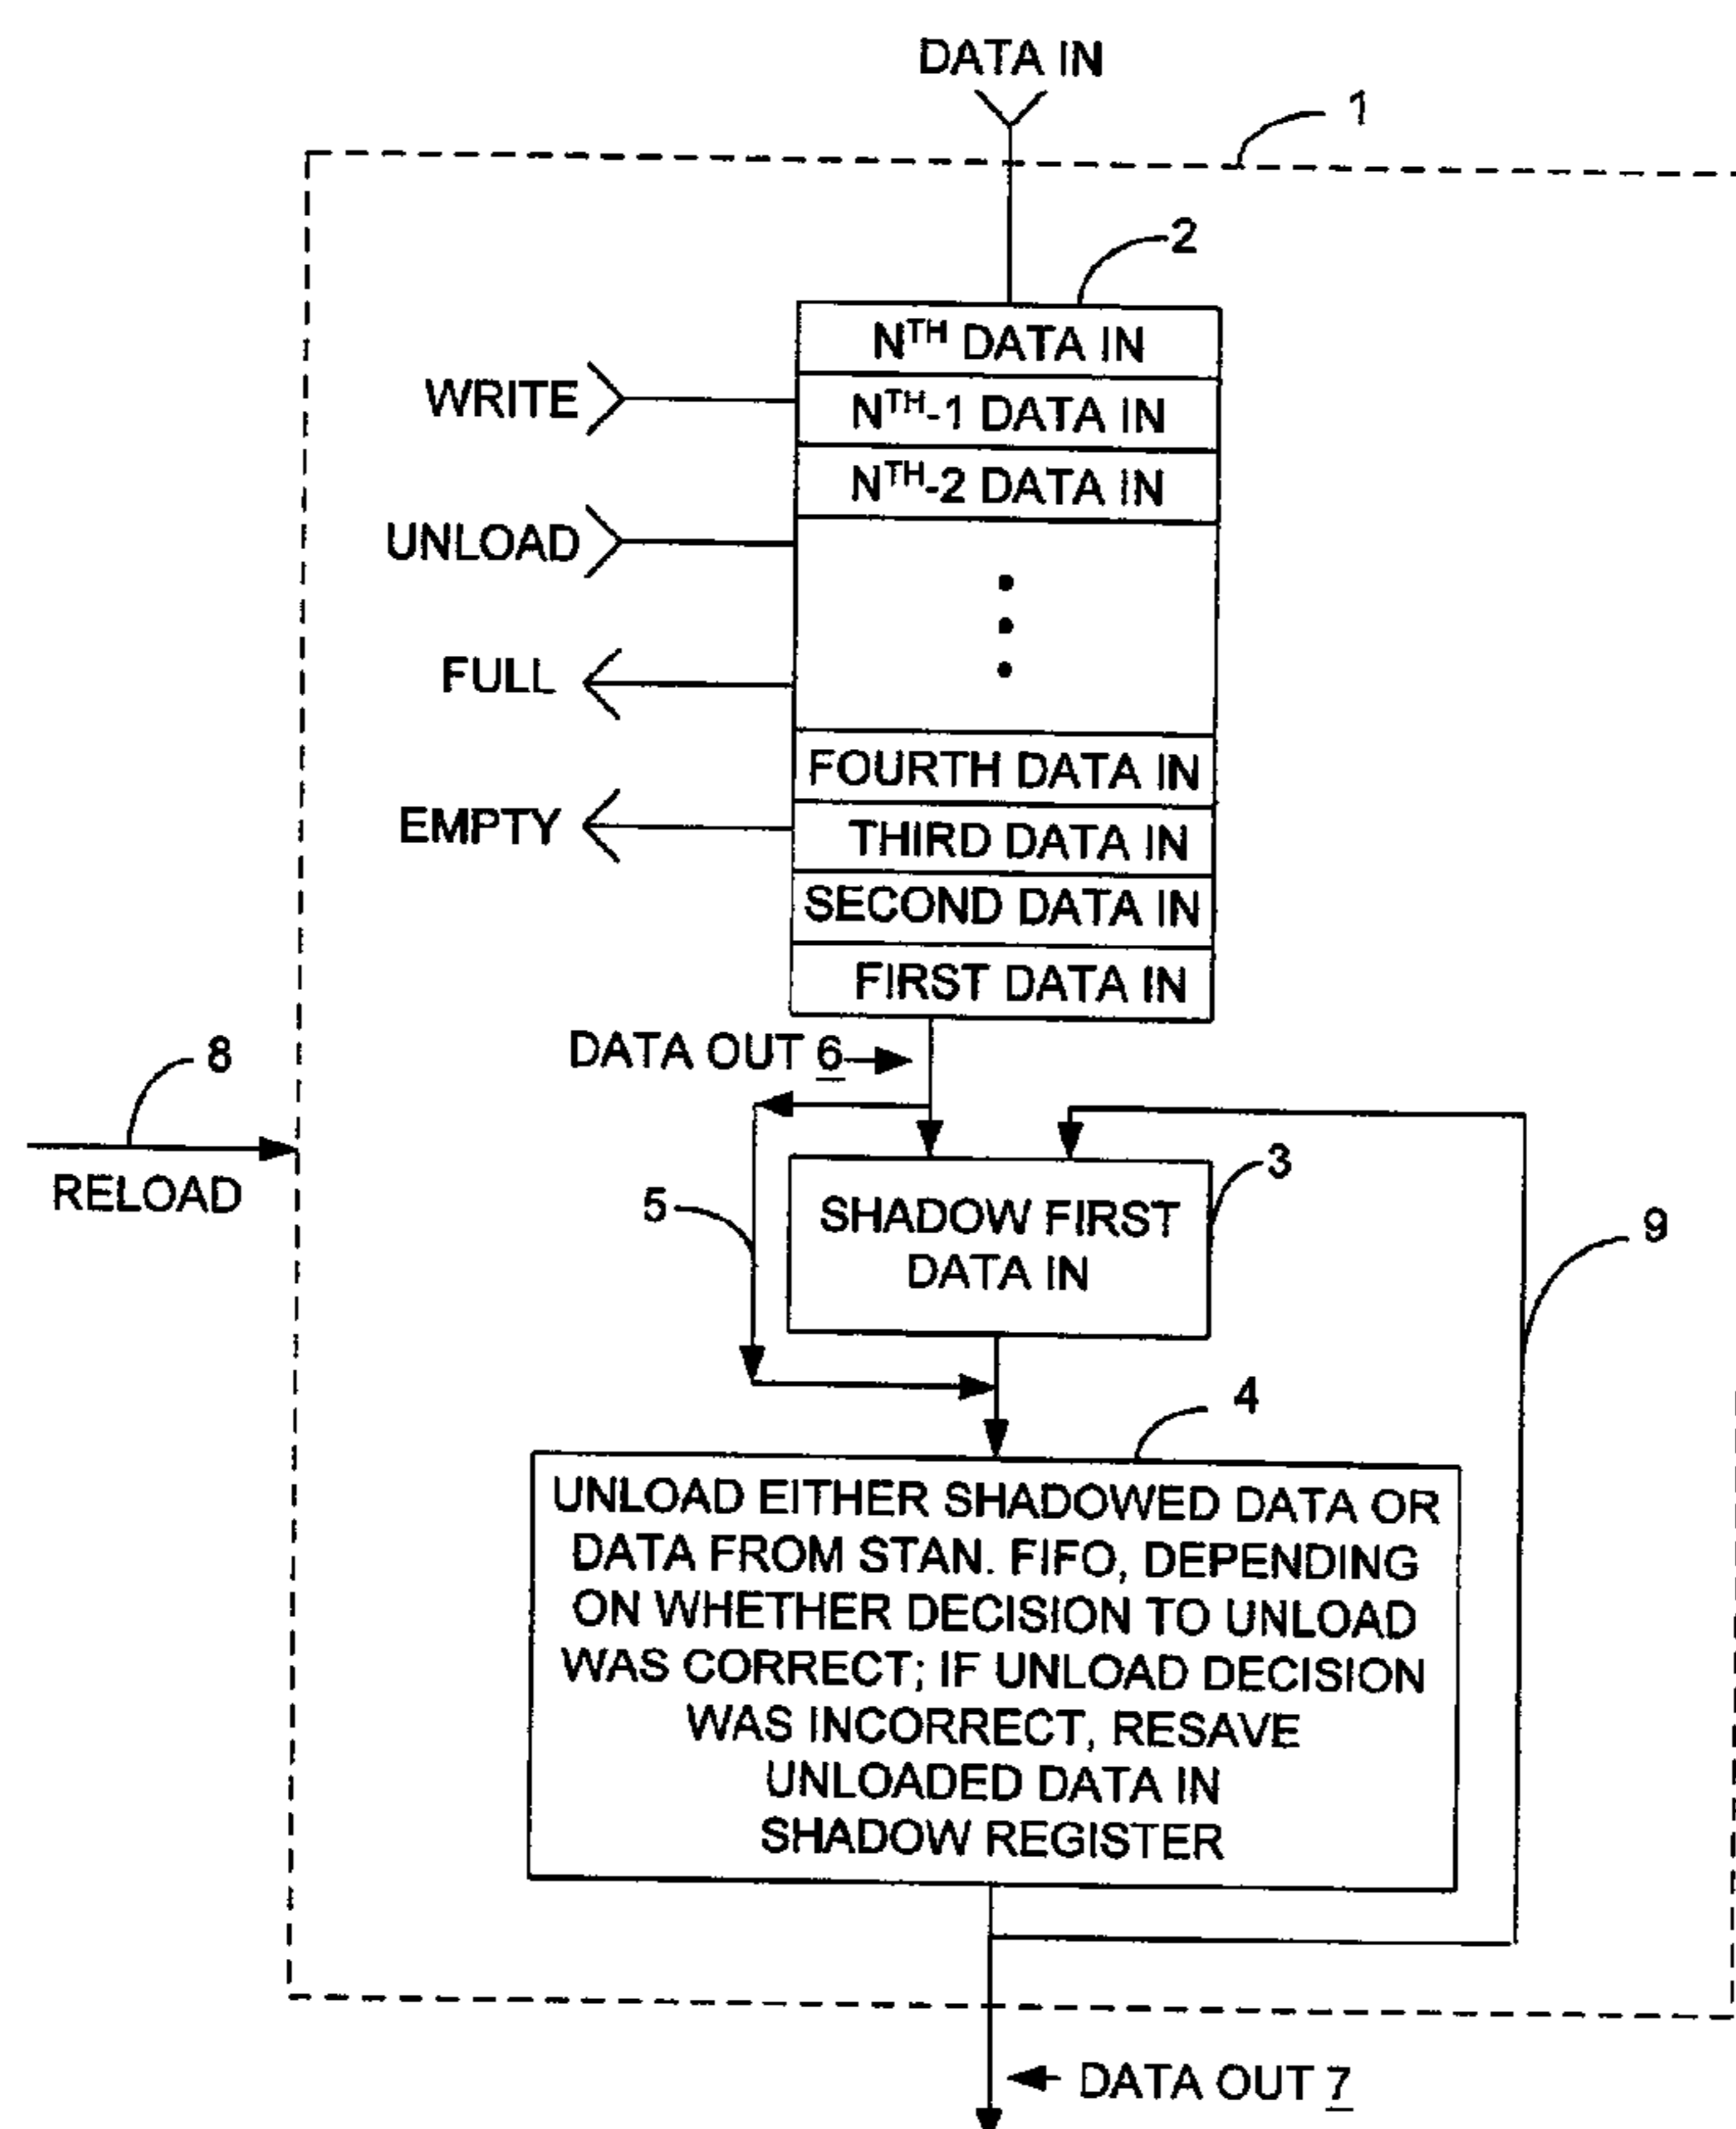 DATA IN
1
2
N^TH DATA IN
WRITE
N^TH-1 DATA IN
N^TH-2 DATA IN
UNLOAD
FULL
FOURTH DATA IN
EMPTY
THIRD DATA IN
SECOND DATA IN
FIRST DATA IN
DATA OUT 6
8
RELOAD
3
5
SHADOW FIRST
DATA IN
9
4
UNLOAD EITHER SHADOWED DATA OR
DATA FROM STAN. FIFO, DEPENDING
ON WHETHER DECISION TO UNLOAD
WAS CORRECT; IF UNLOAD DECISION
WAS INCORRECT, RESAVE
UNLOADED DATA IN
SHADOW REGISTER
DATA OUT 7